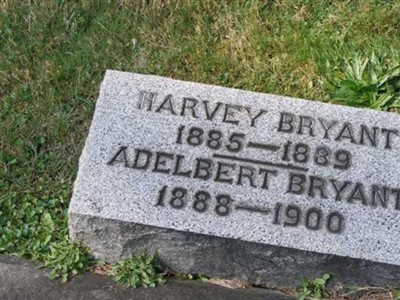 HARVEY BRYANT
1885—1889
ADELBERT BRYANT
1888—1900